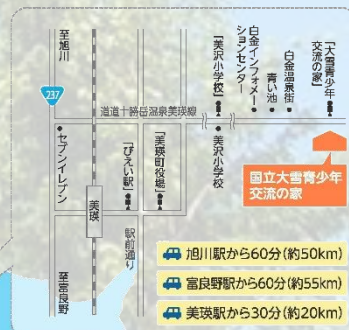 至旭川
237
道道十勝岳温泉美瑛線
セブンイレブン
美瑛
「びえい駅」
「美瑛町役場」
駅前通り
至富良野
「美沢小学校」
美沢小学校
白金インフォメーションセンター
青い池
白金温泉街
「大雪青少年交流の家」
国立大雪青少年
交流の家
旭川駅から60分(約50km)
富良野駅から60分(約55km)
美瑛駅から30分(約20km)